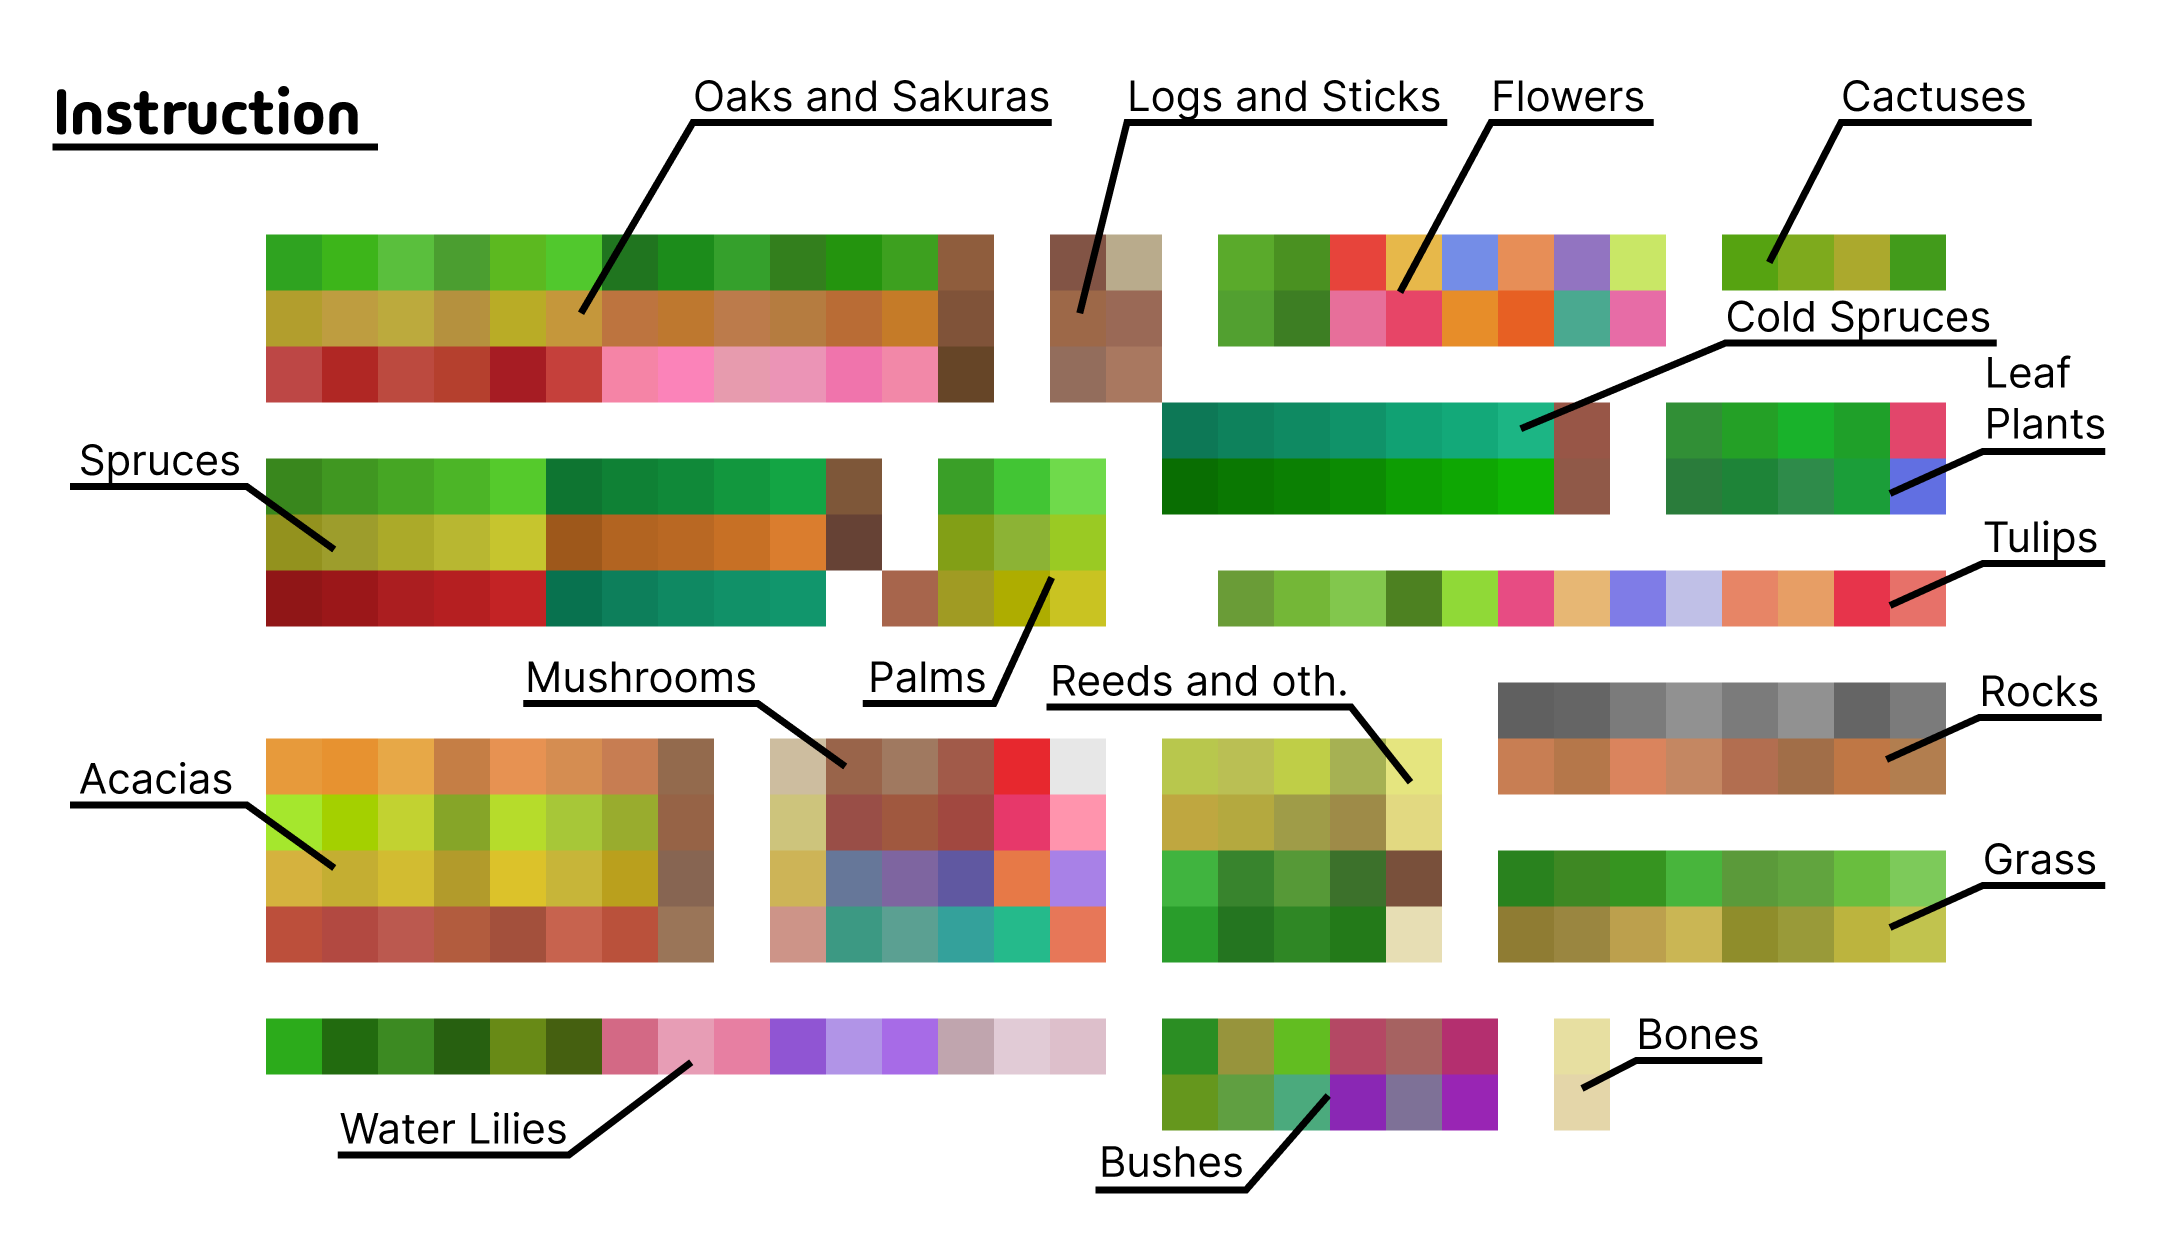 Instruction
Oaks and Sakuras
Logs and Sticks
Flowers
Cactuses
Cold Spruces
Leaf
Plants
Spruces
Tulips
Mushrooms
Palms
Reeds and oth.
Rocks
Acacias
Grass
Bones
Water Lilies
Bushes